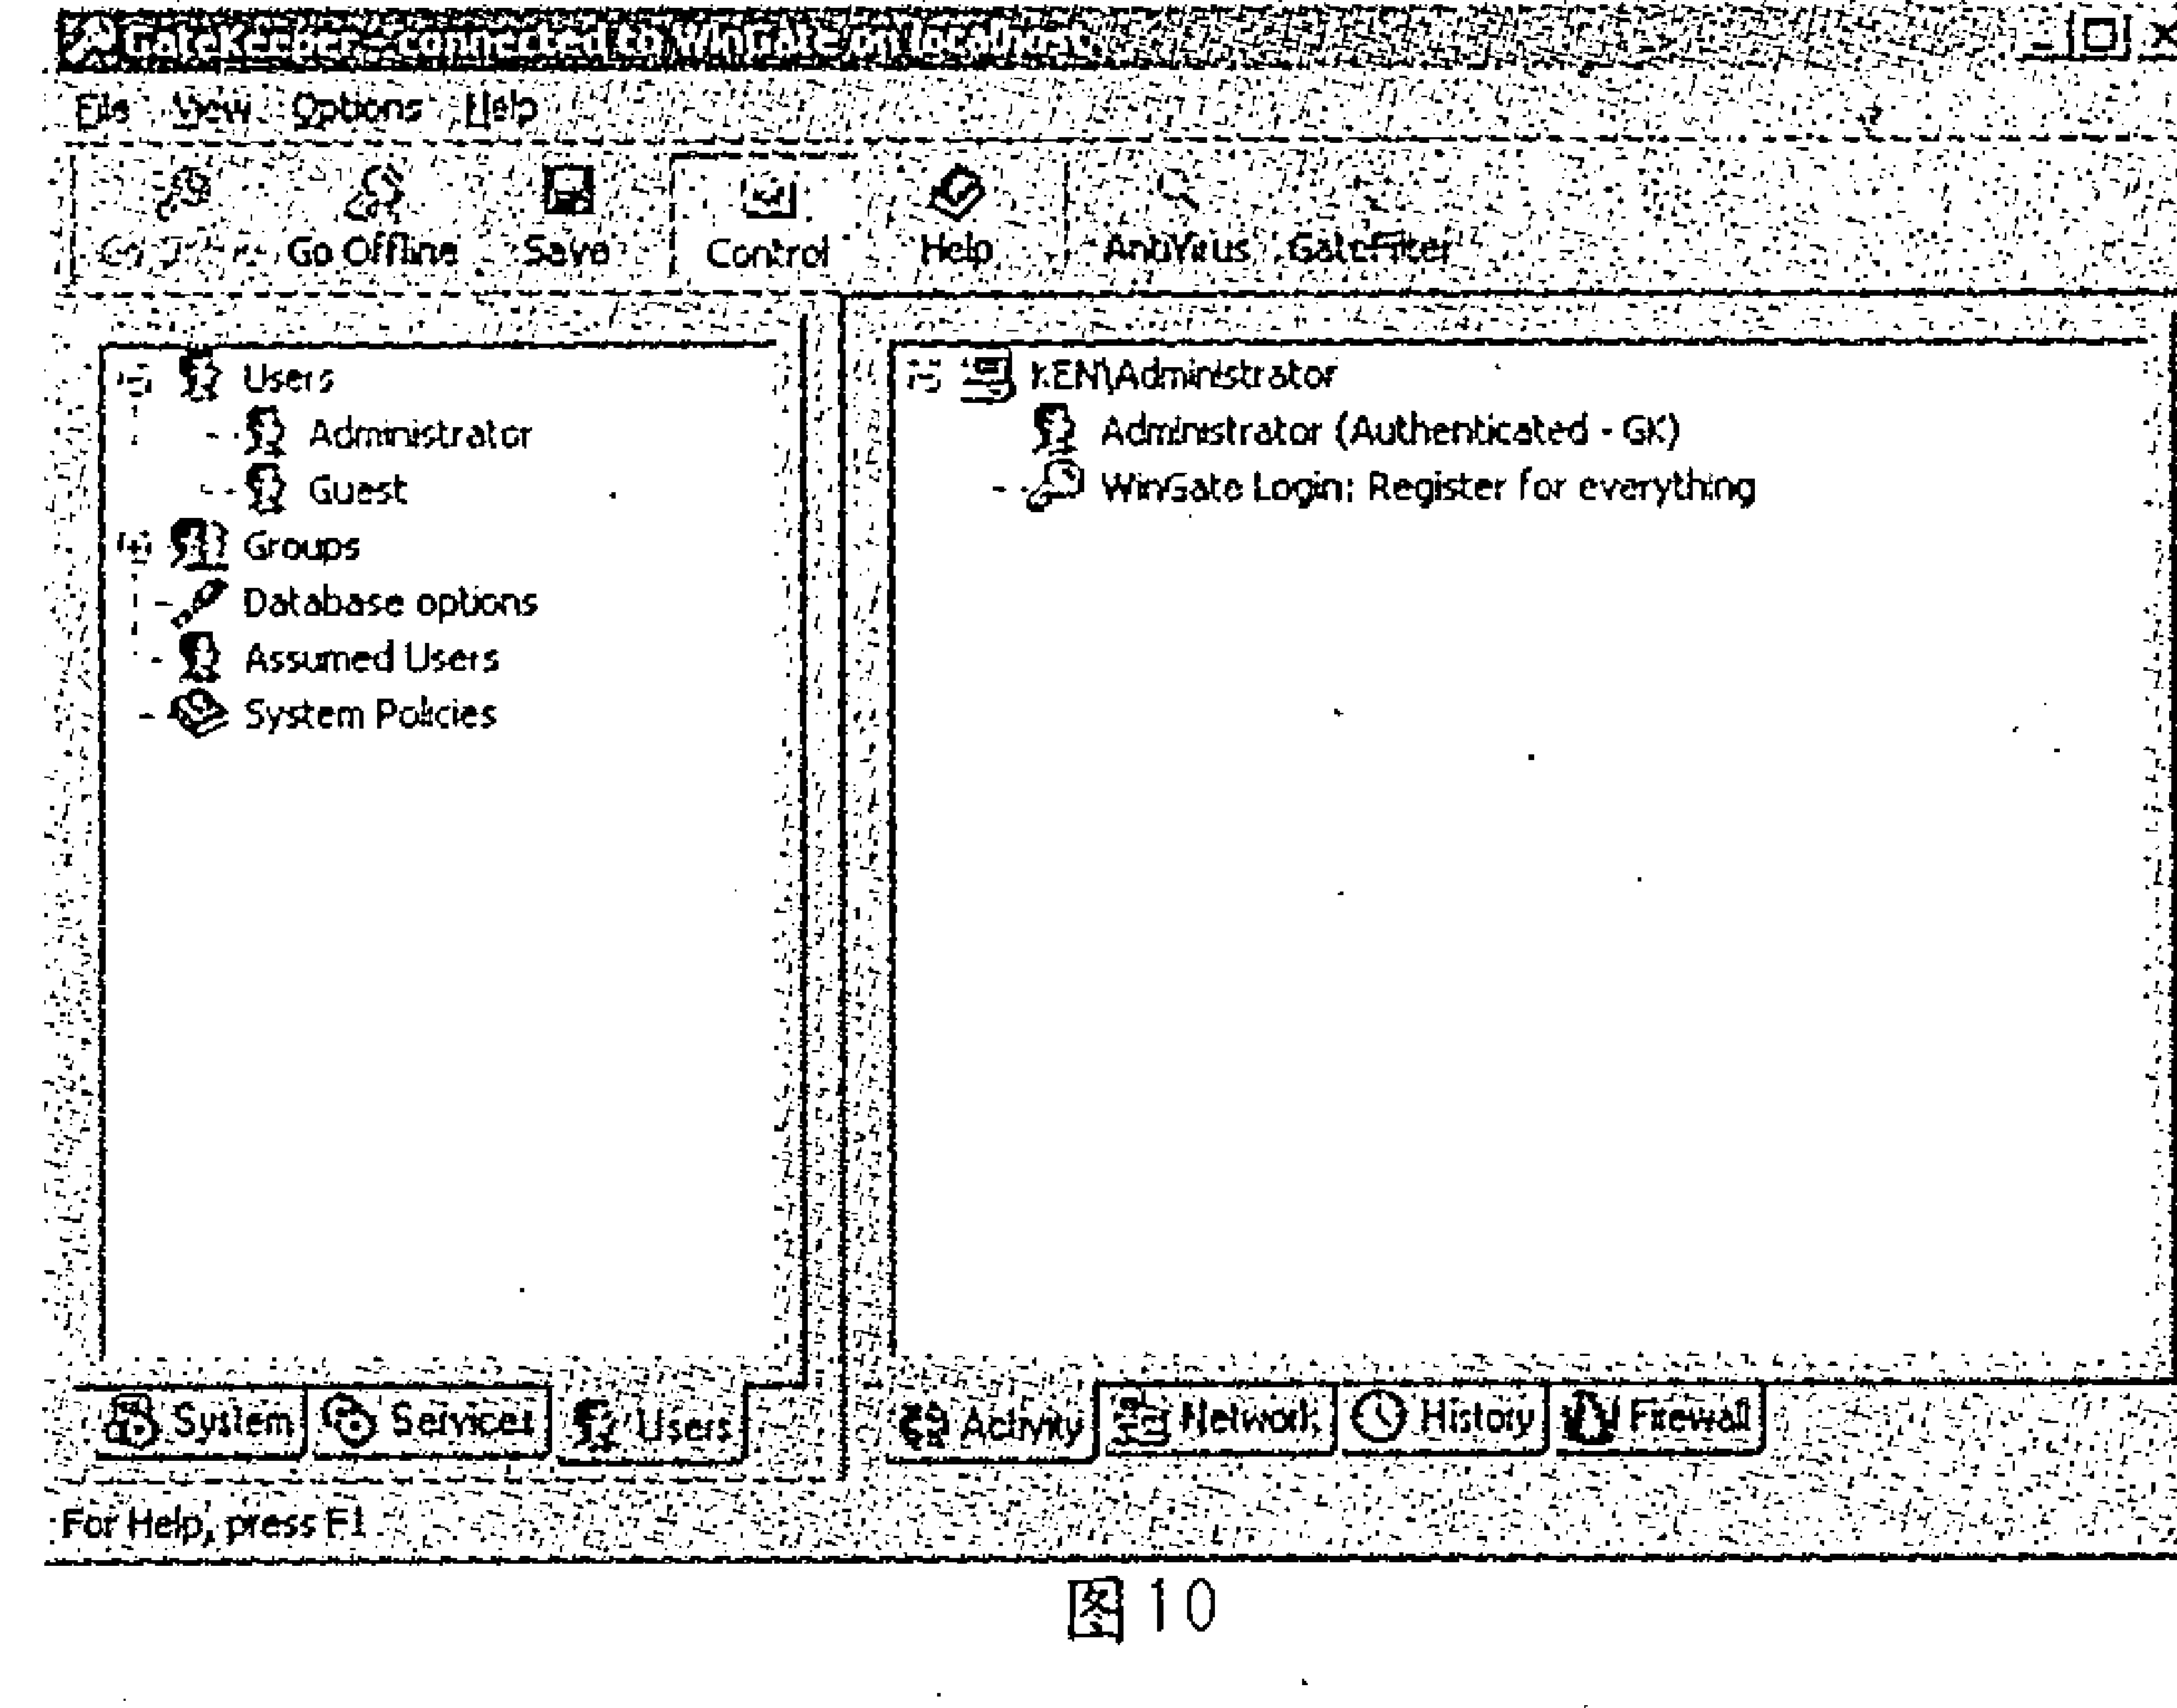 GateKeeper - connected to WinGate on localhost
File View Options Help
Go Offline Save Control Help AntiVirus GateFilter
Users
Administrator
Guest
Groups
Database options
Assumed Users
System Policies
KEN\Administrator
Administrator (Authenticated - GK)
WinGate Login: Register for everything
System Services Users
Activity Network History Firewall
For Help, press F1
图10